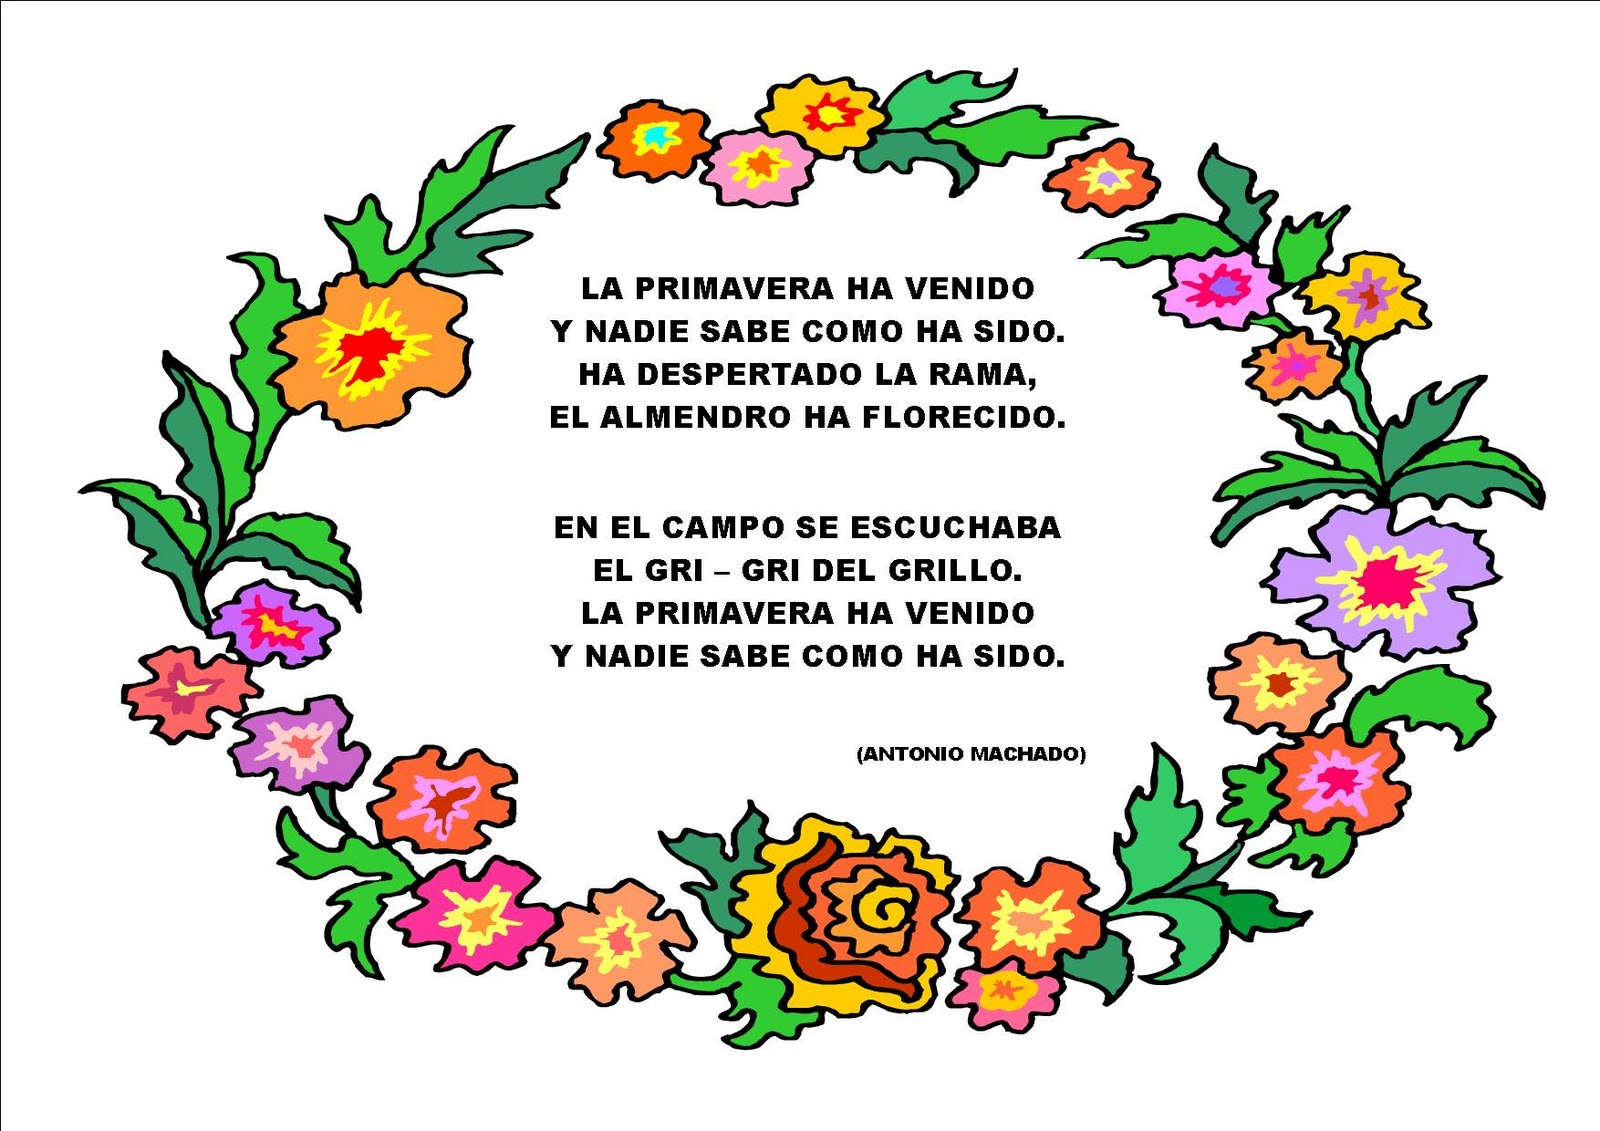 LA PRIMAVERA HA VENIDO
Y NADIE SABE COMO HA SIDO.
HA DESPERTADO LA RAMA,
EL ALMENDRO HA FLORECIDO.
EN EL CAMPO SE ESCUCHABA
EL GRI – GRI DEL GRILLO.
LA PRIMAVERA HA VENIDO
Y NADIE SABE COMO HA SIDO.
(ANTONIO MACHADO)